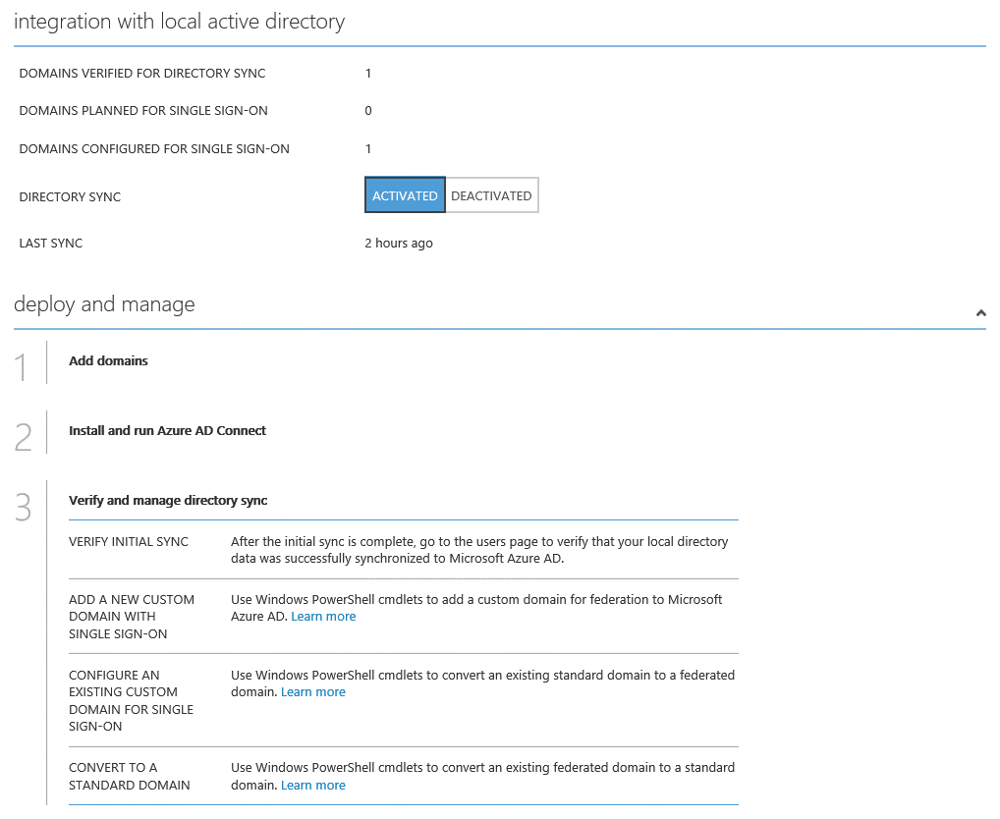 integration with local active directory
DOMAINS VERIFIED FOR DIRECTORY SYNC 1
DOMAINS PLANNED FOR SINGLE SIGN-ON 0
DOMAINS CONFIGURED FOR SINGLE SIGN-ON 1
DIRECTORY SYNC ACTIVATED DEACTIVATED
LAST SYNC 2 hours ago
deploy and manage
1 Add domains
2 Install and run Azure AD Connect
3 Verify and manage directory sync
VERIFY INITIAL SYNC
After the initial sync is complete, go to the users page to verify that your local directory
data was successfully synchronized to Microsoft Azure AD.
ADD A NEW CUSTOM
DOMAIN WITH
SINGLE SIGN-ON
Use Windows PowerShell cmdlets to add a custom domain for federation to Microsoft
Azure AD. Learn more
CONFIGURE AN
EXISTING CUSTOM
DOMAIN FOR SINGLE
SIGN-ON
Use Windows PowerShell cmdlets to convert an existing standard domain to a federated
domain. Learn more
CONVERT TO A
STANDARD DOMAIN
Use Windows PowerShell cmdlets to convert an existing federated domain to a standard
domain. Learn more